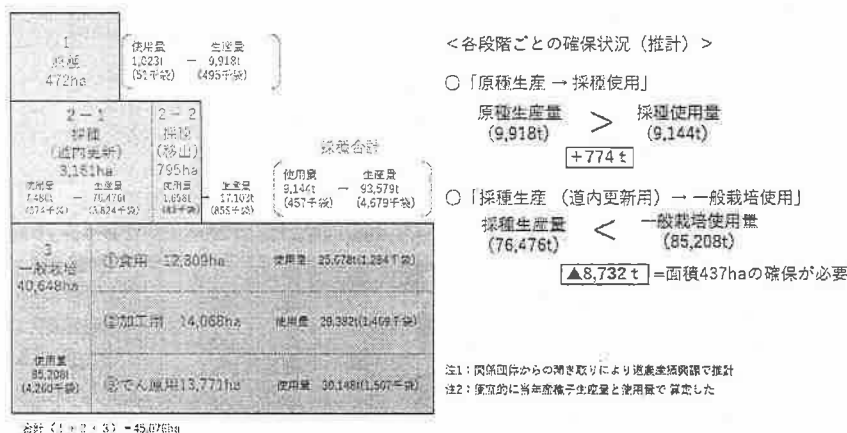 1
原種
472ha
使用量 生産量
1,023t → 9,918t
(51千袋) (495千袋)
2−1
採種
(道内更新)
3,161ha
使用量 生産量
→ 76,476t
(3,824千袋)
2−2
採種
(移出)
795ha
使用量 生産量
1,658t → 17,103t
(83千袋) (855千袋)
採種合計
使用量 生産量
9,144t → 93,579t
(457千袋) (4,679千袋)
3
一般栽培
40,648ha
使用量
85,208t
(4,260千袋)
①食用 12,809ha 使用量 25,678t(1,284千袋)
②加工用 14,068ha 使用量 29,382t(1,469千袋)
③でん原用13,771ha 使用量 30,148t(1,507千袋)
合計(1+2+3)=45,076ha
<各段階ごとの確保状況(推計)>
○「原種生産 → 採種使用」
原種生産量 > 採種使用量
(9,918t) (9,144t)
+774t
○「採種生産(道内更新用)→ 一般栽培使用」
採種生産量 < 一般栽培使用量
(76,476t) (85,208t)
▲8,732t=面積437haの確保が必要
注1:関係団体からの聞き取りにより道農産振興課で推計
注2:便宜的に当年産種子生産量と使用量で算定した